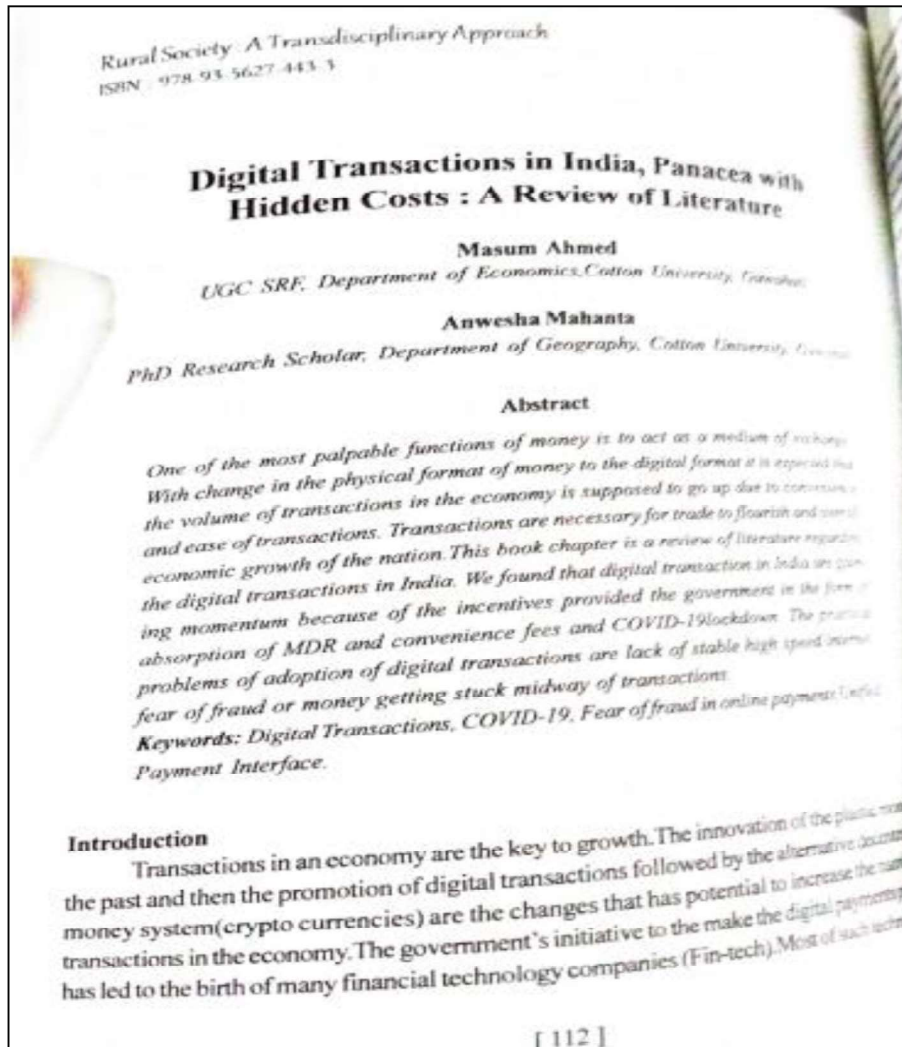 Rural Society : A Transdisciplinary Approach
ISBN : 978-93-5627-443-3
Digital Transactions in India, Panacea with
Hidden Costs : A Review of Literature
Masum Ahmed
UGC SRF, Department of Economics,Cotton University,
Anwesha Mahanta
PhD Research Scholar, Department of Geography, Cotton University,
Abstract
One of the most palpable functions of money is to act as a medium of exchange
With change in the physical format of money to the digital format it is expected that
the volume of transactions in the economy is supposed to go up due to
and ease of transactions. Transactions are necessary for trade to flourish and
economic growth of the nation.This book chapter is a review of literature
the digital transactions in India. We found that digital transaction in India are
ing momentum because of the incentives provided the government in the form of
absorption of MDR and convenience fees and COVID-19lockdown. The
problems of adoption of digital transactions are lack of stable high speed
fear of fraud or money getting stuck midway of transactions.
Keywords: Digital Transactions, COVID-19, Fear of fraud in online payments
Payment Interface.
Introduction
Transactions in an economy are the key to growth.The innovation of the plastic
the past and then the promotion of digital transactions followed by the alternative
money system(crypto currencies) are the changes that has potential to increase the
transactions in the economy.The government's initiative to the make the digital payments
has led to the birth of many financial technology companies (Fin-tech).Most of such
[ 112 ]